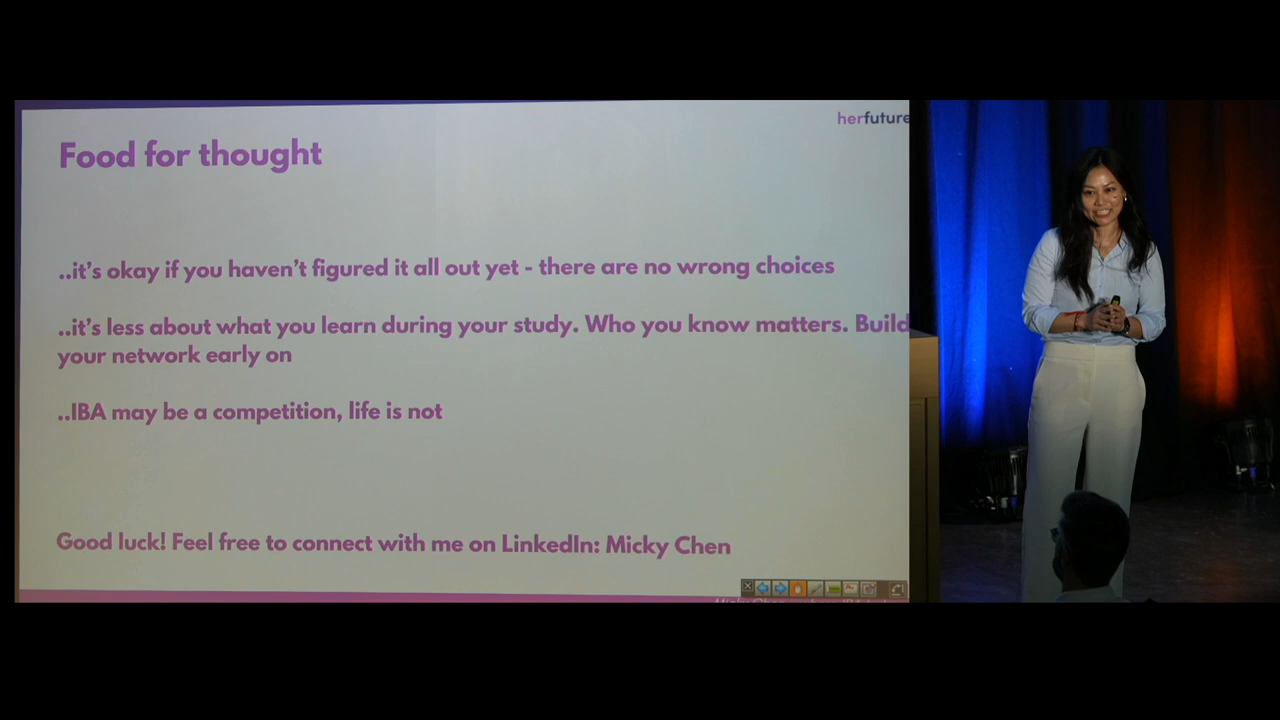 herfuture
Food for thought
..it's okay if you haven't figured it all out yet - there are no wrong choices
..it's less about what you learn during your study. Who you know matters. Build
your network early on
..IBA may be a competition, life is not
Good luck! Feel free to connect with me on LinkedIn: Micky Chen